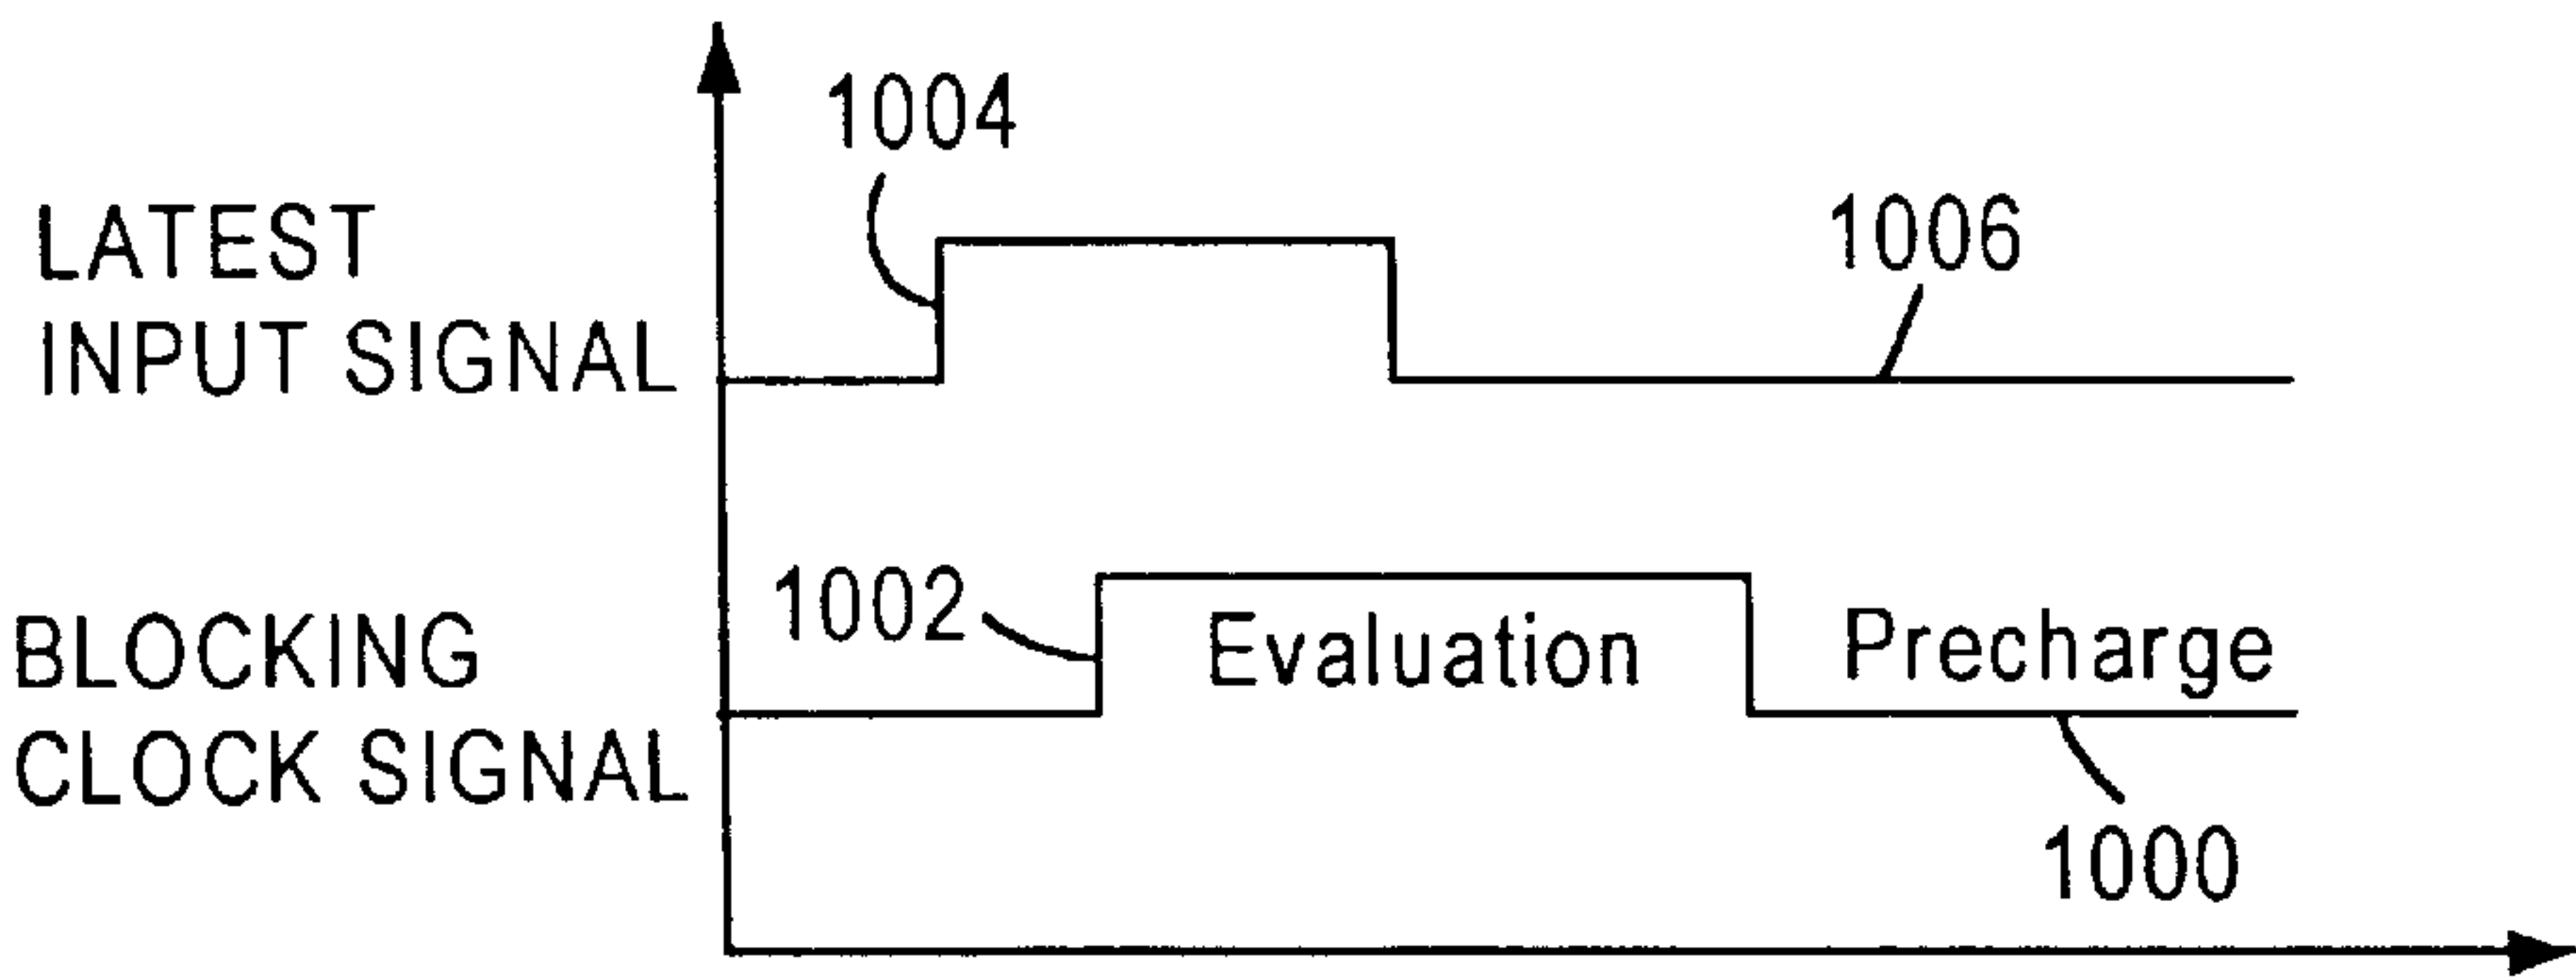 1004
LATEST
INPUT SIGNAL
1006
1002
BLOCKING
CLOCK SIGNAL
Evaluation
Precharge
1000